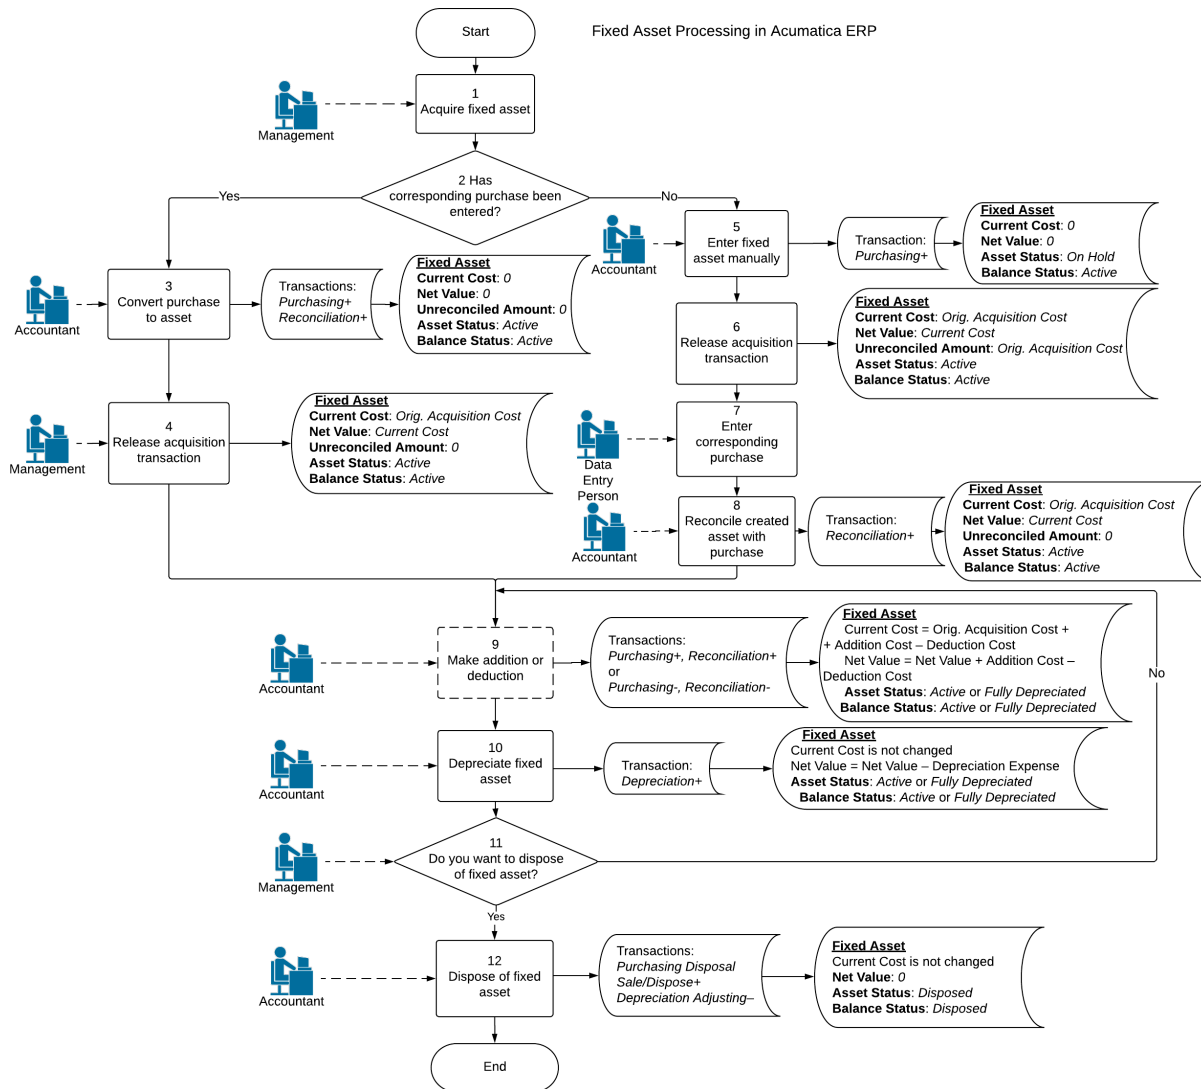 Start
Fixed Asset Processing in Acumatica ERP
1
Acquire fixed asset
Management
2 Has
corresponding purchase been
entered?
Yes
No
3
Convert purchase
to asset
Accountant
Transactions:
Purchasing+
Reconciliation+
Fixed Asset
Current Cost: 0
Net Value: 0
Unreconciled Amount: 0
Asset Status: Active
Balance Status: Active
4
Release acquisition
transaction
Management
Fixed Asset
Current Cost: Orig. Acquisition Cost
Net Value: Current Cost
Unreconciled Amount: 0
Asset Status: Active
Balance Status: Active
5
Enter fixed
asset manually
Accountant
Transaction:
Purchasing+
Fixed Asset
Current Cost: 0
Net Value: 0
Asset Status: On Hold
Balance Status: Active
6
Release acquisition
transaction
Fixed Asset
Current Cost: Orig. Acquisition Cost
Net Value: Current Cost
Unreconciled Amount: Orig. Acquisition Cost
Asset Status: Active
Balance Status: Active
7
Enter
corresponding
purchase
Data
Entry
Person
8
Reconcile created
asset with
purchase
Accountant
Transaction:
Reconciliation+
Fixed Asset
Current Cost: Orig. Acquisition Cost
Net Value: Current Cost
Unreconciled Amount: 0
Asset Status: Active
Balance Status: Active
9
Make addition or
deduction
Accountant
Transactions:
Purchasing+, Reconciliation+
or
Purchasing-, Reconciliation-
Fixed Asset
Current Cost = Orig. Acquisition Cost +
+ Addition Cost – Deduction Cost
Net Value = Net Value + Addition Cost –
Deduction Cost
Asset Status: Active or Fully Depreciated
Balance Status: Active or Fully Depreciated
No
10
Depreciate fixed
asset
Accountant
Transaction:
Depreciation+
Fixed Asset
Current Cost is not changed
Net Value = Net Value – Depreciation Expense
Asset Status: Active or Fully Depreciated
Balance Status: Active or Fully Depreciated
11
Do you want to dispose
of fixed asset?
Management
Yes
12
Dispose of fixed
asset
Accountant
Transactions:
Purchasing Disposal
Sale/Dispose+
Depreciation Adjusting–
Fixed Asset
Current Cost is not changed
Net Value: 0
Asset Status: Disposed
Balance Status: Disposed
End